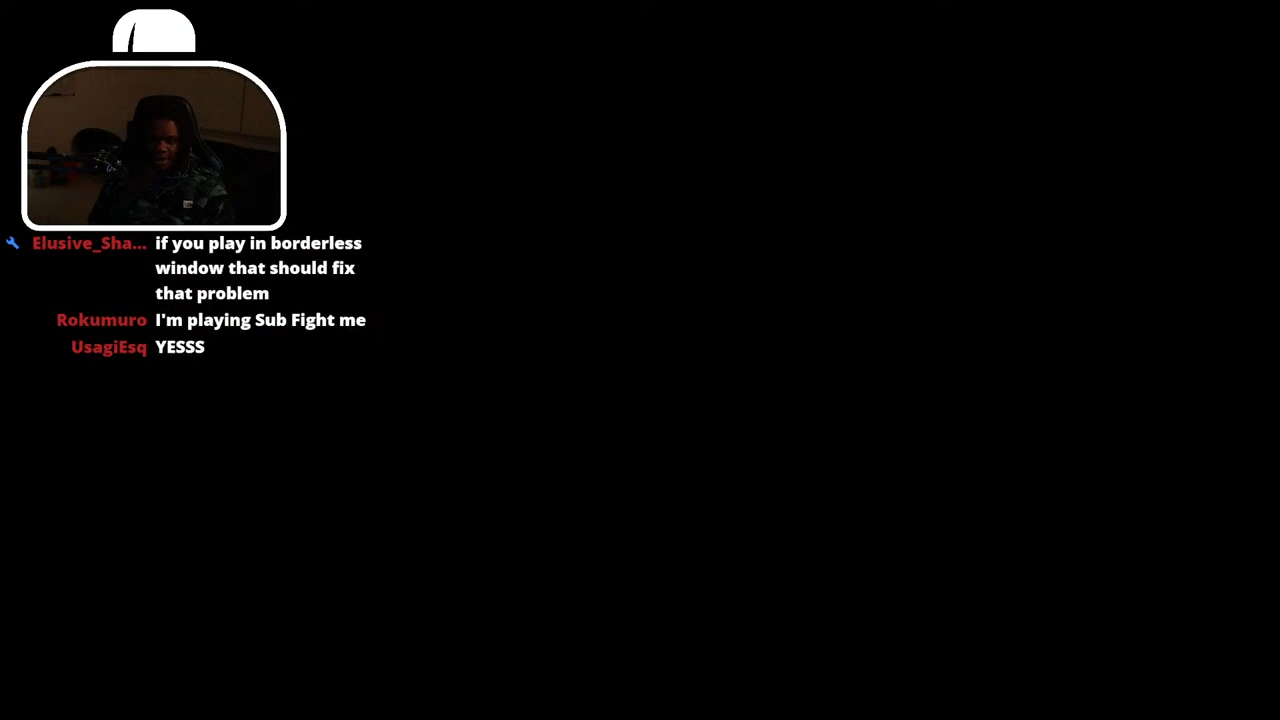 Elusive_Sha... if you play in borderless
window that should fix
that problem
Rokumuro I'm playing Sub Fight me
UsagiEsq YESSS